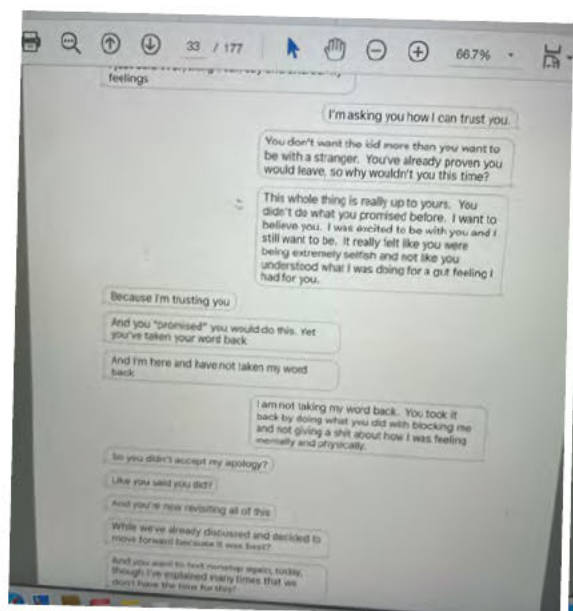 33 / 177
66.7%
feelings
I'm asking you how I can trust you.
You don't want the kid more than you want to
be with a stranger. You've already proven you
would leave, so why wouldn't you this time?
This whole thing is really up to yours. You
didn't do what you promised before. I want to
believe you. I was excited to be with you and I
still want to be. It really felt like you were
being extremely selfish and not like you
understood what I was doing for a gut feeling I
had for you.
Because I'm trusting you
And you "promised" you would do this. Yet
you've taken your word back
And I'm here and have not taken my word
back
I am not taking my word back. You took it
back by doing what you did with blocking me
and not giving a shit about how I was feeling
mentally and physically.
So you didn't accept my apology?
Like you said you did?
And you're now revisiting all of this
While we've already discussed and decided to
move forward because it was best?
And you want to text nonstop again, today,
though I've explained many times that we
don't have the time for this?